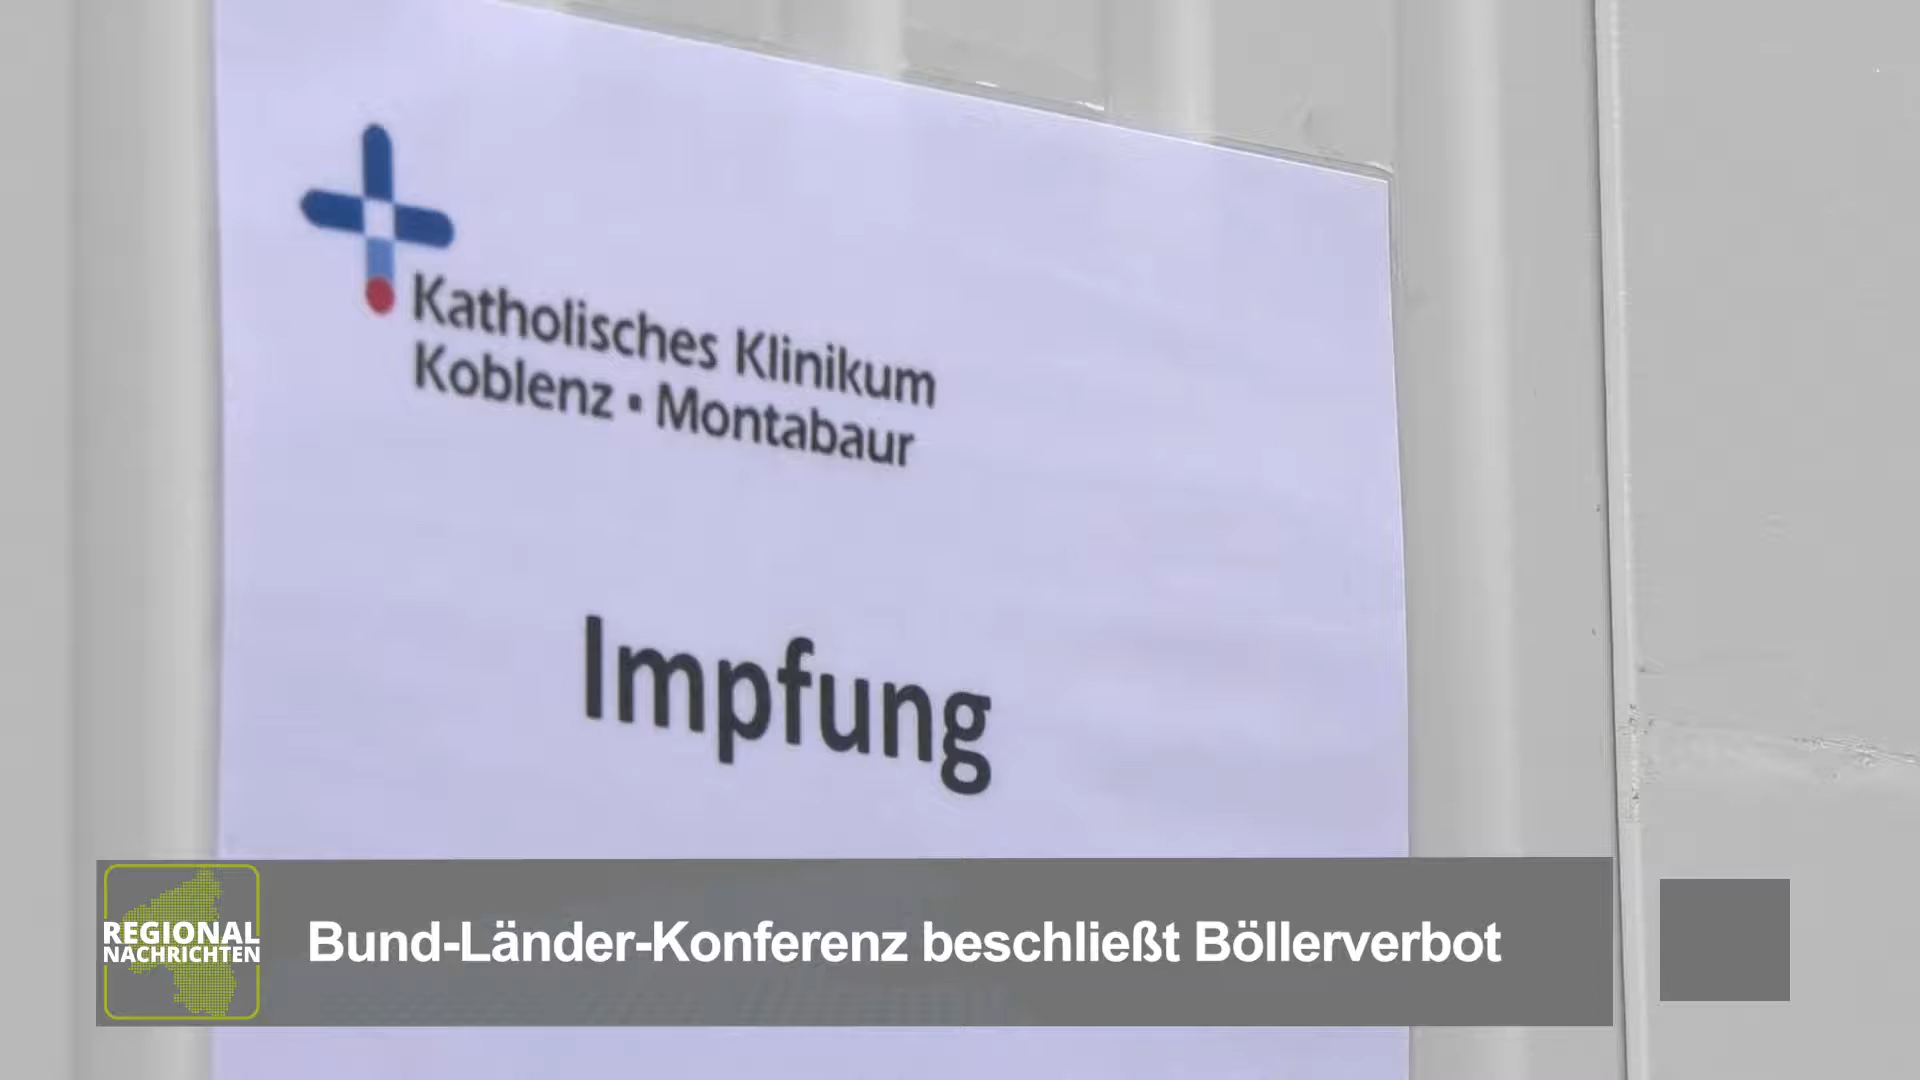 Katholisches Klinikum
Koblenz • Montabaur
Impfung
REGIONAL
NACHRICHTEN
Bund-Länder-Konferenz beschließt Böllerverbot